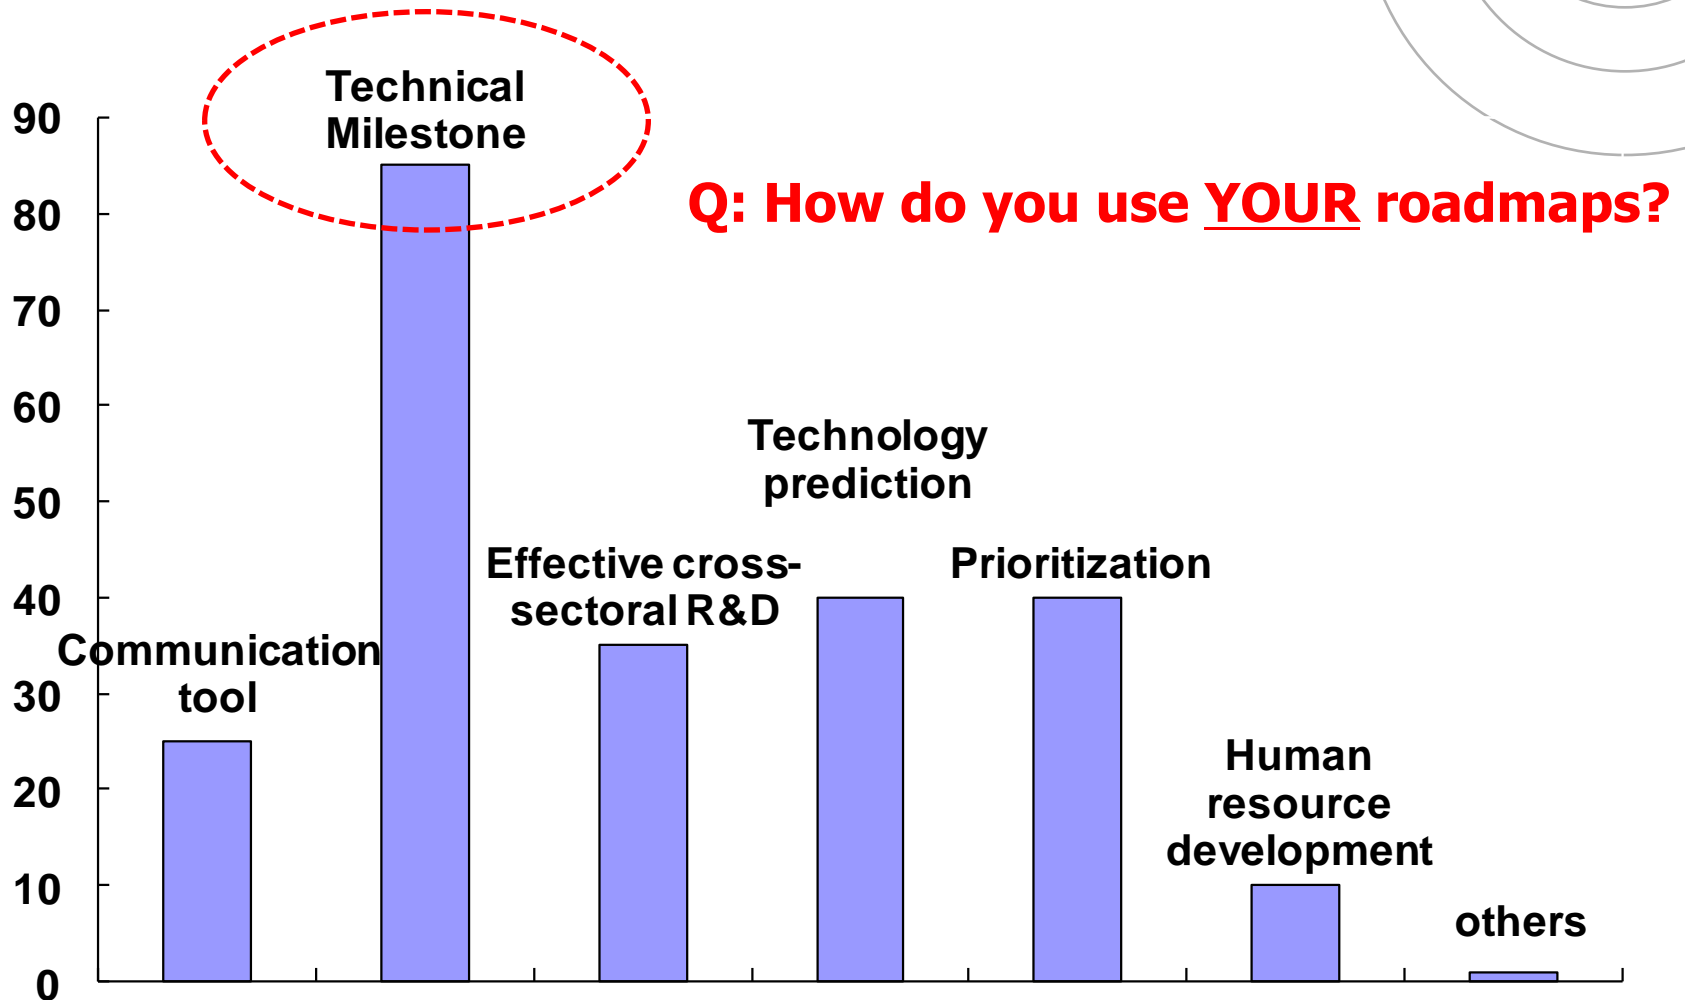 Q: How do you use YOUR roadmaps?
90
80
70
60
50
40
30
20
10
0
Communication
tool
Technical
Milestone
Effective cross-
sectoral R&D
Technology
prediction
Prioritization
Human
resource
development
others